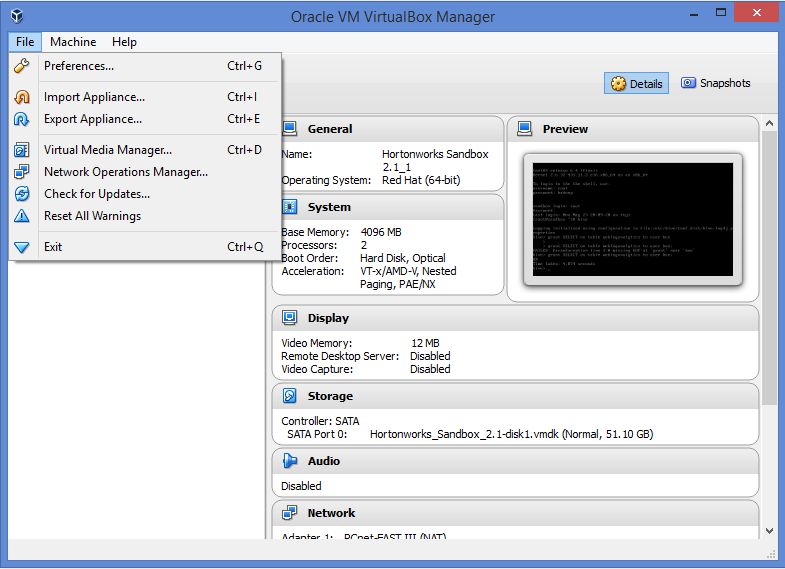 Oracle VM VirtualBox Manager
File Machine Help
Preferences... Ctrl+G
Import Appliance... Ctrl+I
Export Appliance... Ctrl+E
Virtual Media Manager... Ctrl+D
Network Operations Manager...
Check for Updates...
Reset All Warnings
Exit Ctrl+Q
Details Snapshots
General
Name: Hortonworks Sandbox
2.1_1
Operating System: Red Hat (64-bit)
System
Base Memory: 4096 MB
Processors: 2
Boot Order: Hard Disk, Optical
Acceleration: VT-x/AMD-V, Nested
Paging, PAE/NX
Preview
Display
Video Memory: 12 MB
Remote Desktop Server: Disabled
Video Capture: Disabled
Storage
Controller: SATA
SATA Port 0: Hortonworks_Sandbox_2.1-disk1.vmdk (Normal, 51.10 GB)
Audio
Disabled
Network
Adapter 1: PCnet-FAST III (NAT)